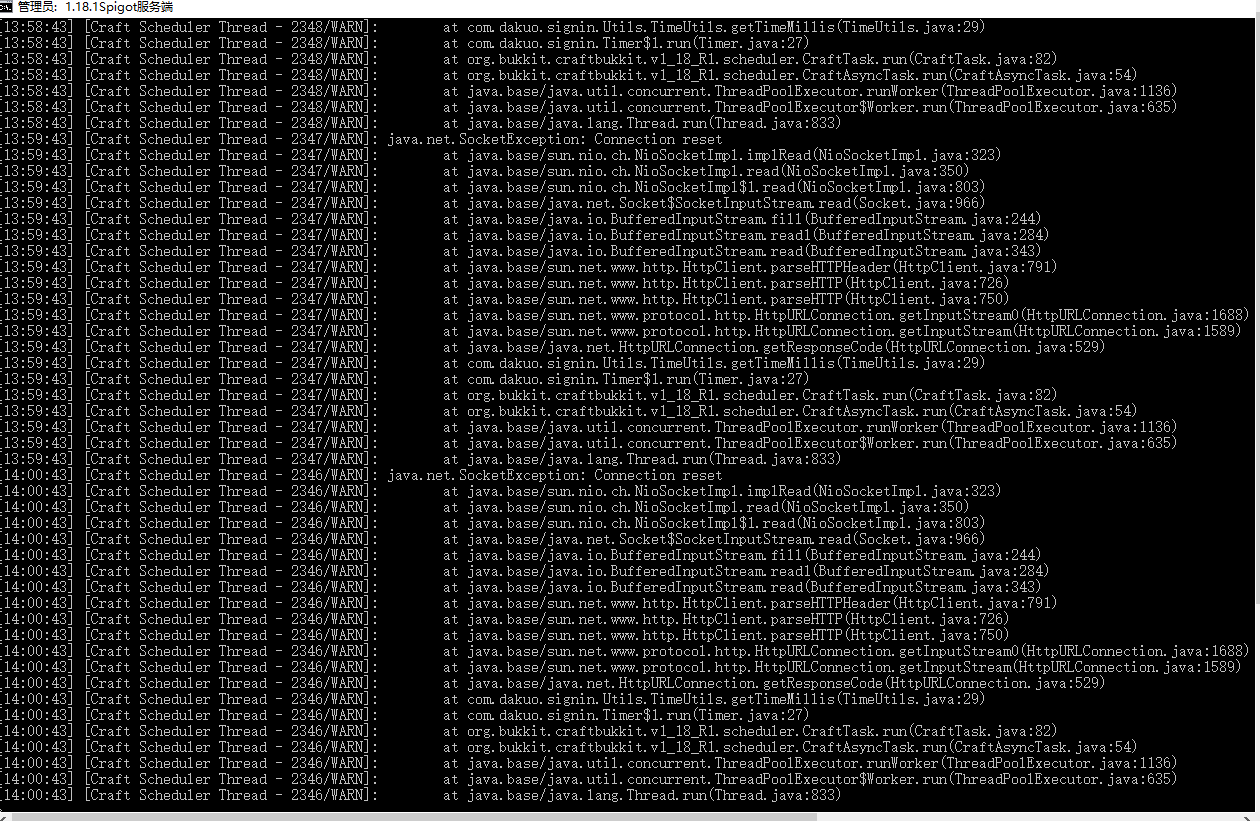 管理员: 1.18.1Spigot服务端
[13:58:43] [Craft Scheduler Thread - 2348/WARN]: at com.dakuo.signin.Utils.TimeUtils.getTimeMillis(TimeUtils.java:29)
[13:58:43] [Craft Scheduler Thread - 2348/WARN]: at com.dakuo.signin.Timer$1.run(Timer.java:27)
[13:58:43] [Craft Scheduler Thread - 2348/WARN]: at org.bukkit.craftbukkit.v1_18_R1.scheduler.CraftTask.run(CraftTask.java:82)
[13:58:43] [Craft Scheduler Thread - 2348/WARN]: at org.bukkit.craftbukkit.v1_18_R1.scheduler.CraftAsyncTask.run(CraftAsyncTask.java:54)
[13:58:43] [Craft Scheduler Thread - 2348/WARN]: at java.base/java.util.concurrent.ThreadPoolExecutor.runWorker(ThreadPoolExecutor.java:1136)
[13:58:43] [Craft Scheduler Thread - 2348/WARN]: at java.base/java.util.concurrent.ThreadPoolExecutor$Worker.run(ThreadPoolExecutor.java:635)
[13:58:43] [Craft Scheduler Thread - 2348/WARN]: at java.base/java.lang.Thread.run(Thread.java:833)
[13:59:43] [Craft Scheduler Thread - 2347/WARN]: java.net.SocketException: Connection reset
[13:59:43] [Craft Scheduler Thread - 2347/WARN]: at java.base/sun.nio.ch.NioSocketImpl.implRead(NioSocketImpl.java:323)
[13:59:43] [Craft Scheduler Thread - 2347/WARN]: at java.base/sun.nio.ch.NioSocketImpl.read(NioSocketImpl.java:350)
[13:59:43] [Craft Scheduler Thread - 2347/WARN]: at java.base/sun.nio.ch.NioSocketImpl$1.read(NioSocketImpl.java:803)
[13:59:43] [Craft Scheduler Thread - 2347/WARN]: at java.base/java.net.Socket$SocketInputStream.read(Socket.java:966)
[13:59:43] [Craft Scheduler Thread - 2347/WARN]: at java.base/java.io.BufferedInputStream.fill(BufferedInputStream.java:244)
[13:59:43] [Craft Scheduler Thread - 2347/WARN]: at java.base/java.io.BufferedInputStream.read1(BufferedInputStream.java:284)
[13:59:43] [Craft Scheduler Thread - 2347/WARN]: at java.base/java.io.BufferedInputStream.read(BufferedInputStream.java:343)
[13:59:43] [Craft Scheduler Thread - 2347/WARN]: at java.base/sun.net.www.http.HttpClient.parseHTTPHeader(HttpClient.java:791)
[13:59:43] [Craft Scheduler Thread - 2347/WARN]: at java.base/sun.net.www.http.HttpClient.parseHTTP(HttpClient.java:726)
[13:59:43] [Craft Scheduler Thread - 2347/WARN]: at java.base/sun.net.www.http.HttpClient.parseHTTP(HttpClient.java:750)
[13:59:43] [Craft Scheduler Thread - 2347/WARN]: at java.base/sun.net.www.protocol.http.HttpURLConnection.getInputStream0(HttpURLConnection.java:1688)
[13:59:43] [Craft Scheduler Thread - 2347/WARN]: at java.base/sun.net.www.protocol.http.HttpURLConnection.getInputStream(HttpURLConnection.java:1589)
[13:59:43] [Craft Scheduler Thread - 2347/WARN]: at java.base/java.net.HttpURLConnection.getResponseCode(HttpURLConnection.java:529)
[13:59:43] [Craft Scheduler Thread - 2347/WARN]: at com.dakuo.signin.Utils.TimeUtils.getTimeMillis(TimeUtils.java:29)
[13:59:43] [Craft Scheduler Thread - 2347/WARN]: at com.dakuo.signin.Timer$1.run(Timer.java:27)
[13:59:43] [Craft Scheduler Thread - 2347/WARN]: at org.bukkit.craftbukkit.v1_18_R1.scheduler.CraftTask.run(CraftTask.java:82)
[13:59:43] [Craft Scheduler Thread - 2347/WARN]: at org.bukkit.craftbukkit.v1_18_R1.scheduler.CraftAsyncTask.run(CraftAsyncTask.java:54)
[13:59:43] [Craft Scheduler Thread - 2347/WARN]: at java.base/java.util.concurrent.ThreadPoolExecutor.runWorker(ThreadPoolExecutor.java:1136)
[13:59:43] [Craft Scheduler Thread - 2347/WARN]: at java.base/java.util.concurrent.ThreadPoolExecutor$Worker.run(ThreadPoolExecutor.java:635)
[13:59:43] [Craft Scheduler Thread - 2347/WARN]: at java.base/java.lang.Thread.run(Thread.java:833)
[14:00:43] [Craft Scheduler Thread - 2346/WARN]: java.net.SocketException: Connection reset
[14:00:43] [Craft Scheduler Thread - 2346/WARN]: at java.base/sun.nio.ch.NioSocketImpl.implRead(NioSocketImpl.java:323)
[14:00:43] [Craft Scheduler Thread - 2346/WARN]: at java.base/sun.nio.ch.NioSocketImpl.read(NioSocketImpl.java:350)
[14:00:43] [Craft Scheduler Thread - 2346/WARN]: at java.base/sun.nio.ch.NioSocketImpl$1.read(NioSocketImpl.java:803)
[14:00:43] [Craft Scheduler Thread - 2346/WARN]: at java.base/java.net.Socket$SocketInputStream.read(Socket.java:966)
[14:00:43] [Craft Scheduler Thread - 2346/WARN]: at java.base/java.io.BufferedInputStream.fill(BufferedInputStream.java:244)
[14:00:43] [Craft Scheduler Thread - 2346/WARN]: at java.base/java.io.BufferedInputStream.read1(BufferedInputStream.java:284)
[14:00:43] [Craft Scheduler Thread - 2346/WARN]: at java.base/java.io.BufferedInputStream.read(BufferedInputStream.java:343)
[14:00:43] [Craft Scheduler Thread - 2346/WARN]: at java.base/sun.net.www.http.HttpClient.parseHTTPHeader(HttpClient.java:791)
[14:00:43] [Craft Scheduler Thread - 2346/WARN]: at java.base/sun.net.www.http.HttpClient.parseHTTP(HttpClient.java:726)
[14:00:43] [Craft Scheduler Thread - 2346/WARN]: at java.base/sun.net.www.http.HttpClient.parseHTTP(HttpClient.java:750)
[14:00:43] [Craft Scheduler Thread - 2346/WARN]: at java.base/sun.net.www.protocol.http.HttpURLConnection.getInputStream0(HttpURLConnection.java:1688)
[14:00:43] [Craft Scheduler Thread - 2346/WARN]: at java.base/sun.net.www.protocol.http.HttpURLConnection.getInputStream(HttpURLConnection.java:1589)
[14:00:43] [Craft Scheduler Thread - 2346/WARN]: at java.base/java.net.HttpURLConnection.getResponseCode(HttpURLConnection.java:529)
[14:00:43] [Craft Scheduler Thread - 2346/WARN]: at com.dakuo.signin.Utils.TimeUtils.getTimeMillis(TimeUtils.java:29)
[14:00:43] [Craft Scheduler Thread - 2346/WARN]: at com.dakuo.signin.Timer$1.run(Timer.java:27)
[14:00:43] [Craft Scheduler Thread - 2346/WARN]: at org.bukkit.craftbukkit.v1_18_R1.scheduler.CraftTask.run(CraftTask.java:82)
[14:00:43] [Craft Scheduler Thread - 2346/WARN]: at org.bukkit.craftbukkit.v1_18_R1.scheduler.CraftAsyncTask.run(CraftAsyncTask.java:54)
[14:00:43] [Craft Scheduler Thread - 2346/WARN]: at java.base/java.util.concurrent.ThreadPoolExecutor.runWorker(ThreadPoolExecutor.java:1136)
[14:00:43] [Craft Scheduler Thread - 2346/WARN]: at java.base/java.util.concurrent.ThreadPoolExecutor$Worker.run(ThreadPoolExecutor.java:635)
[14:00:43] [Craft Scheduler Thread - 2346/WARN]: at java.base/java.lang.Thread.run(Thread.java:833)